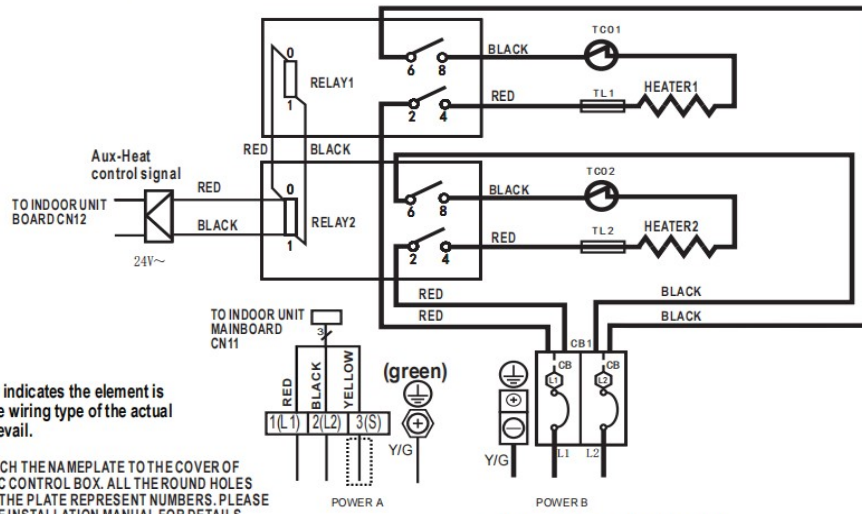 TCO1
BLACK
6 8
RELAY1
0
1
RED
TL1
HEATER1
2 4
RED
BLACK
Aux-Heat
control signal
TO INDOOR UNIT
BOARD CN12
RED
BLACK
24V~
0
RELAY2
1
TCO2
BLACK
6 8
RED
TL2
HEATER2
2 4
RED
RED
BLACK
BLACK
TO INDOOR UNIT
MAINBOARD
CN11
3
RED
BLACK
YELLOW
1(L1) 2(L2) 3(S)
(green)
Y/G
POWER A
CB1
CB CB
L1 L2
Y/G
L1 L2
POWER B
indicates the element is
wiring type of the actual
CH THE NAMEPLATE TO THE COVER OF
C CONTROL BOX. ALL THE ROUND HOLES
THE PLATE REPRESENT NUMBERS. PLEASE
INSTALLATION MANUAL FOR DETAILS